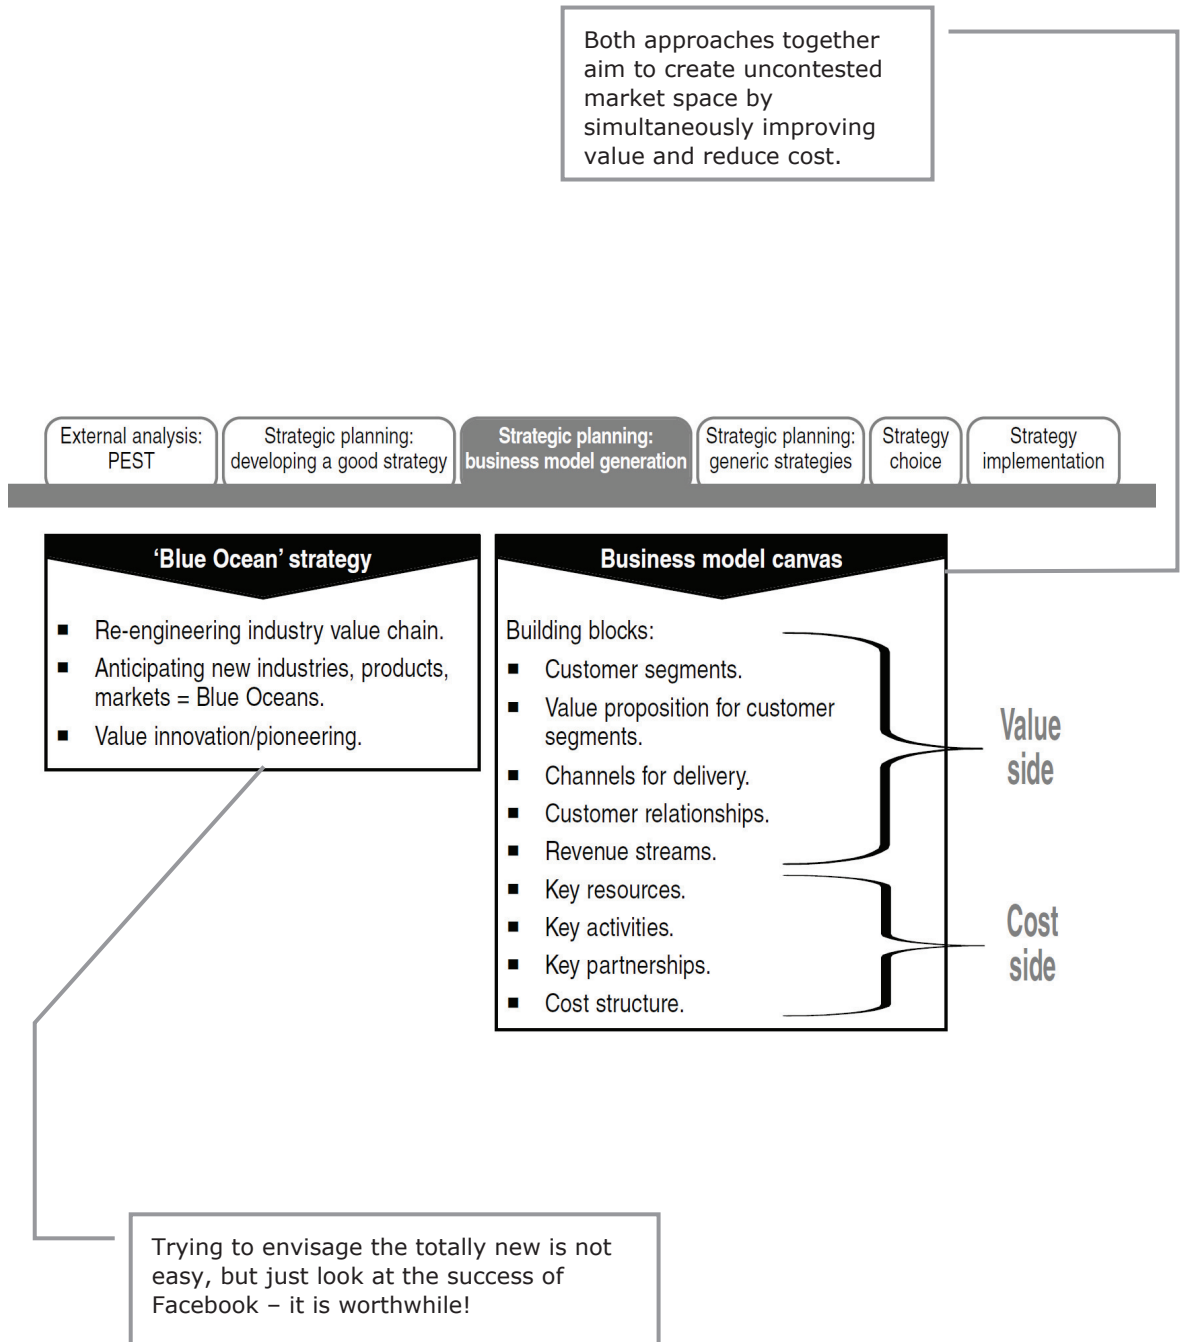 Both approaches together
aim to create uncontested
market space by
simultaneously improving
value and reduce cost.
External analysis:
PEST
Strategic planning:
developing a good strategy
Strategic planning:
business model generation
Strategic planning:
generic strategies
Strategy
choice
Strategy
implementation
‘Blue Ocean’ strategy
■ Re-engineering industry value chain.
■ Anticipating new industries, products,
markets = Blue Oceans.
■ Value innovation/pioneering.
Business model canvas
Building blocks:
■ Customer segments.
■ Value proposition for customer
segments.
■ Channels for delivery.
■ Customer relationships.
■ Revenue streams.
■ Key resources.
■ Key activities.
■ Key partnerships.
■ Cost structure.
Value
side
Cost
side
Trying to envisage the totally new is not
easy, but just look at the success of
Facebook – it is worthwhile!